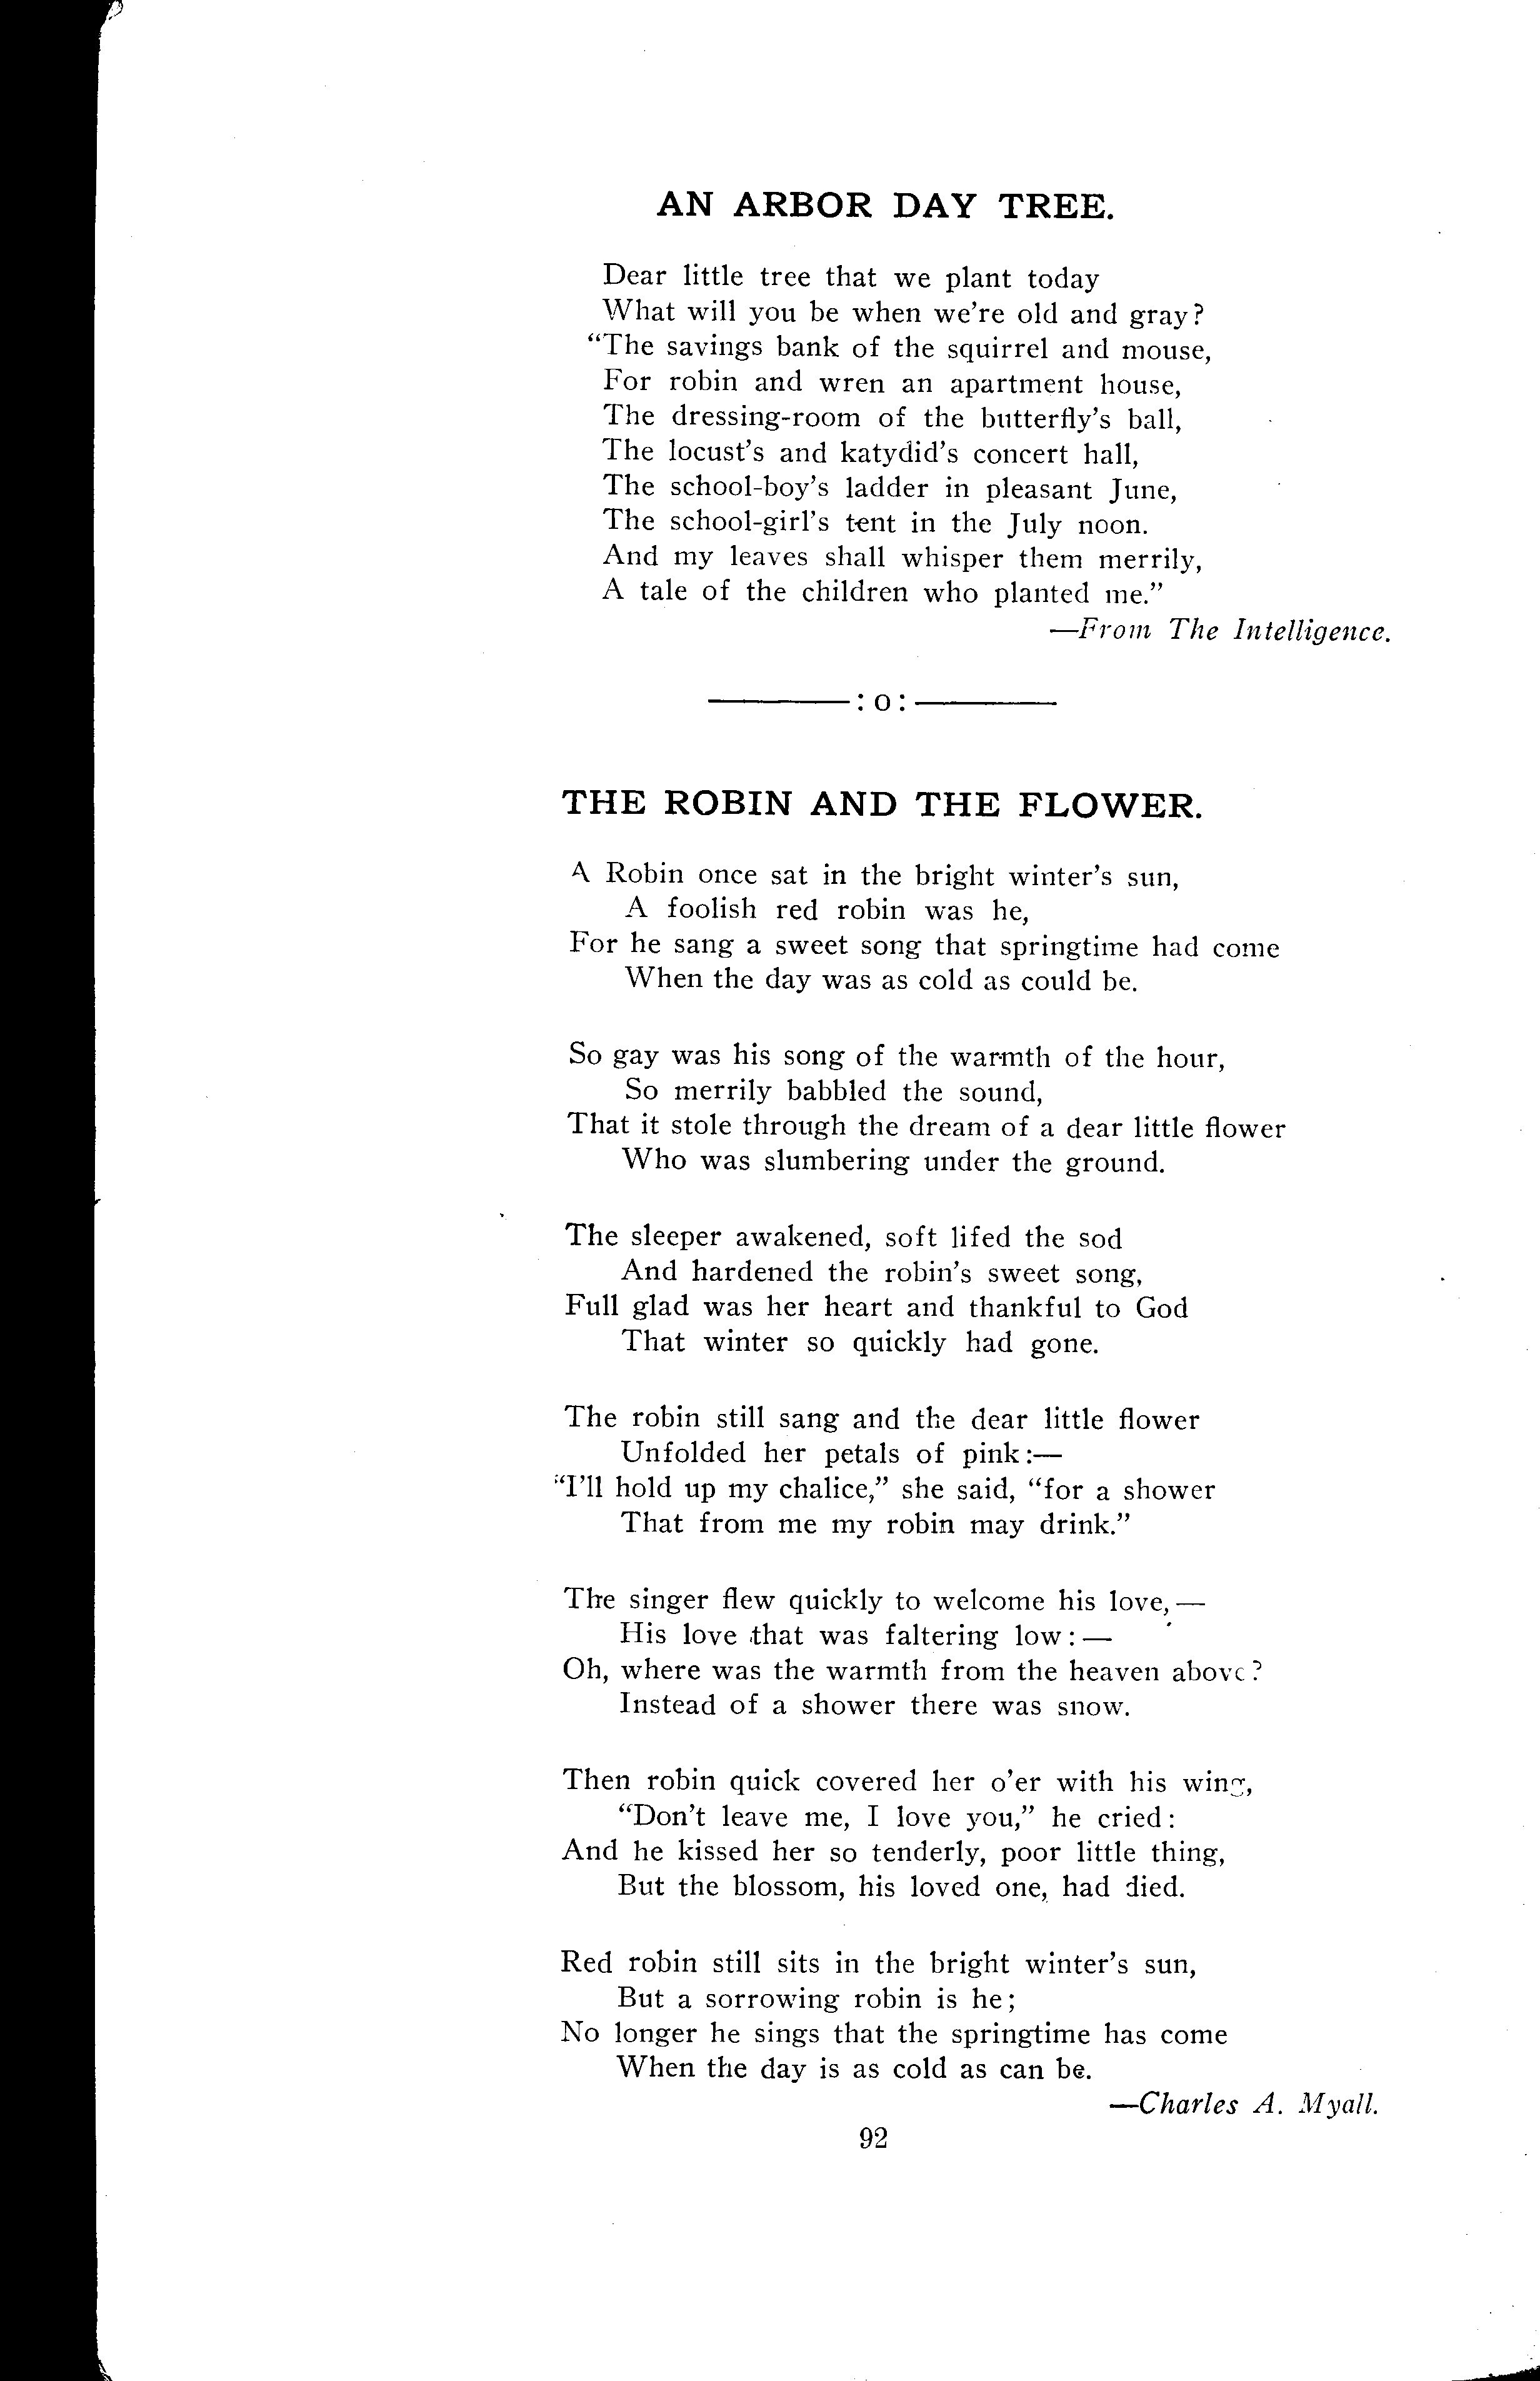 AN ARBOR DAY TREE.
Dear little tree that we plant today
What will you be when we're old and gray?
"The savings bank of the squirrel and mouse,
For robin and wren an apartment house,
The dressing-room of the butterfly's ball,
The locust's and katydid's concert hall,
The school-boy's ladder in pleasant June,
The school-girl's tent in the July noon.
And my leaves shall whisper them merrily,
A tale of the children who planted me."
—From The Intelligence.
———:o:———
THE ROBIN AND THE FLOWER.
A Robin once sat in the bright winter's sun,
A foolish red robin was he,
For he sang a sweet song that springtime had come
When the day was as cold as could be.
So gay was his song of the warmth of the hour,
So merrily babbled the sound,
That it stole through the dream of a dear little flower
Who was slumbering under the ground.
The sleeper awakened, soft lifed the sod
And hardened the robin's sweet song,
Full glad was her heart and thankful to God
That winter so quickly had gone.
The robin still sang and the dear little flower
Unfolded her petals of pink:—
"I'll hold up my chalice," she said, "for a shower
That from me my robin may drink."
The singer flew quickly to welcome his love,—
His love that was faltering low:—
Oh, where was the warmth from the heaven above?
Instead of a shower there was snow.
Then robin quick covered her o'er with his wing,
"Don't leave me, I love you," he cried:
And he kissed her so tenderly, poor little thing,
But the blossom, his loved one, had died.
Red robin still sits in the bright winter's sun,
But a sorrowing robin is he;
No longer he sings that the springtime has come
When the day is as cold as can be.
—Charles A. Myall.
92